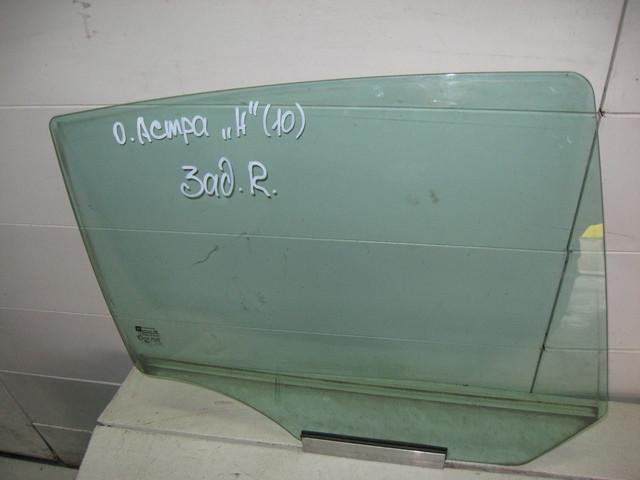 О. Астра „Н" (10)
Зад. R.